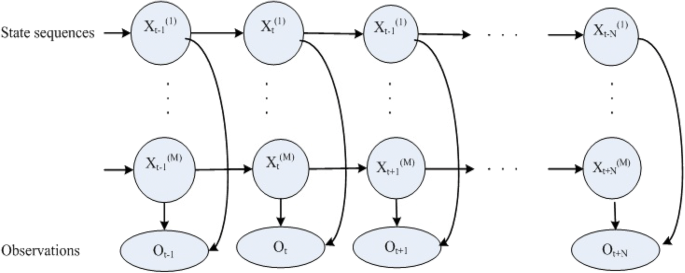 State sequences X_{t-1}^{(1)} X_t^{(1)} X_{t-1}^{(1)} . . . X_{t-N}^{(1)}
X_{t-1}^{(M)} X_t^{(M)} X_{t+1}^{(M)} . . . X_{t+N}^{(M)}
Observations O_{t-1} O_t O_{t+1} O_{t+N}